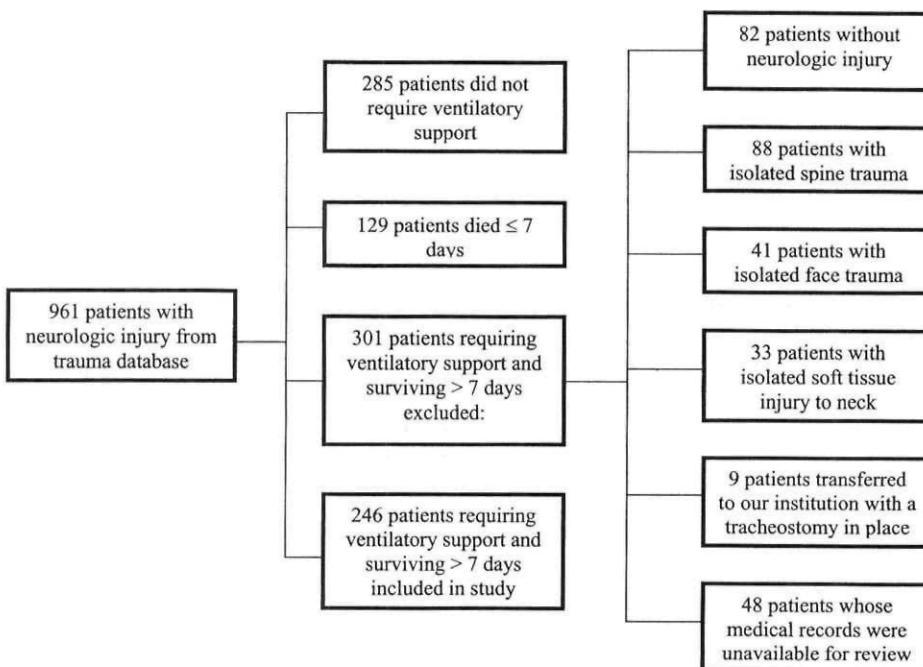 961 patients with
neurologic injury from
trauma database
285 patients did not
require ventilatory
support
129 patients died ≤ 7
days
301 patients requiring
ventilatory support and
surviving > 7 days
excluded:
246 patients requiring
ventilatory support and
surviving > 7 days
included in study
82 patients without
neurologic injury
88 patients with
isolated spine trauma
41 patients with
isolated face trauma
33 patients with
isolated soft tissue
injury to neck
9 patients transferred
to our institution with a
tracheostomy in place
48 patients whose
medical records were
unavailable for review